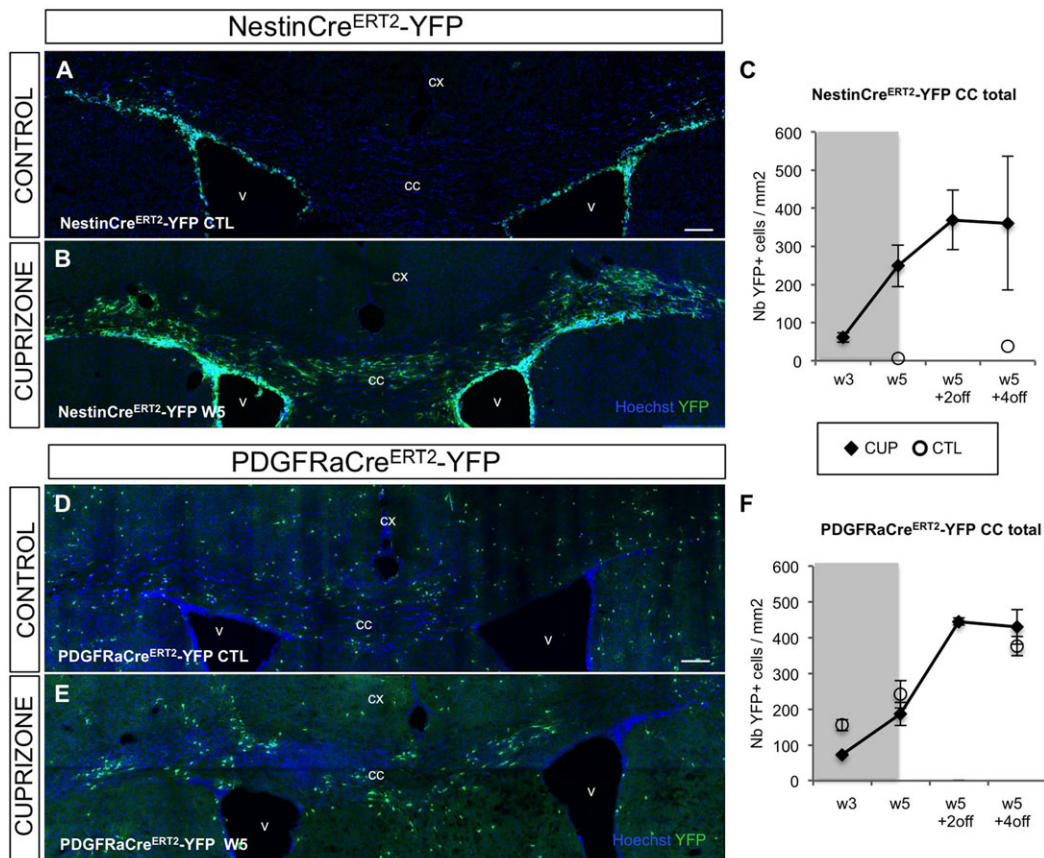 NestinCreERT2-YFP
CONTROL
A
cx
cc
v
v
NestinCreERT2-YFP CTL
CUPRIZONE
B
cx
cc
v
v
Hoechst YFP
NestinCreERT2-YFP W5
C
NestinCreERT2-YFP CC total
Nb YFP+ cells / mm2
600
500
400
300
200
100
0
w3
w5
w5
+2off
w5
+4off
CUP
CTL
PDGFRaCreERT2-YFP
CONTROL
D
cx
cc
v
v
PDGFRaCreERT2-YFP CTL
CUPRIZONE
E
cx
cc
v
v
Hoechst YFP
PDGFRaCreERT2-YFP W5
F
PDGFRaCreERT2-YFP CC total
Nb YFP+ cells / mm2
600
500
400
300
200
100
0
w3
w5
w5
+2off
w5
+4off